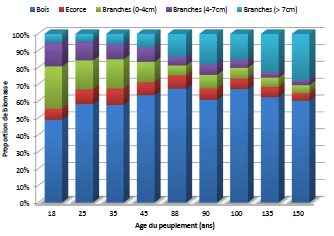 Bois Ecorce Branches (0-4cm) Branches (4-7cm) Branches (> 7cm)
100%
90%
80%
70%
60%
50%
40%
30%
20%
10%
0%
Proportion de biomasse
18 25 35 45 88 90 100 135 150
Age du peuplement (ans)